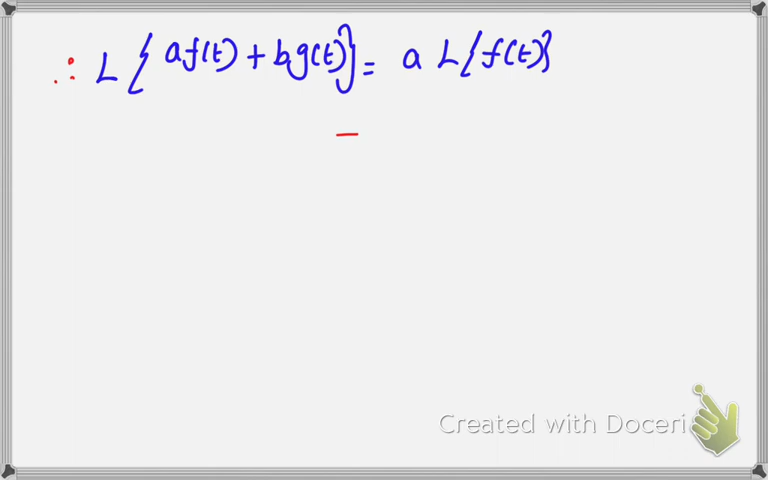 ∴ L{af(t) + bg(t)} = a L{f(t)}
—
Created with Doceri